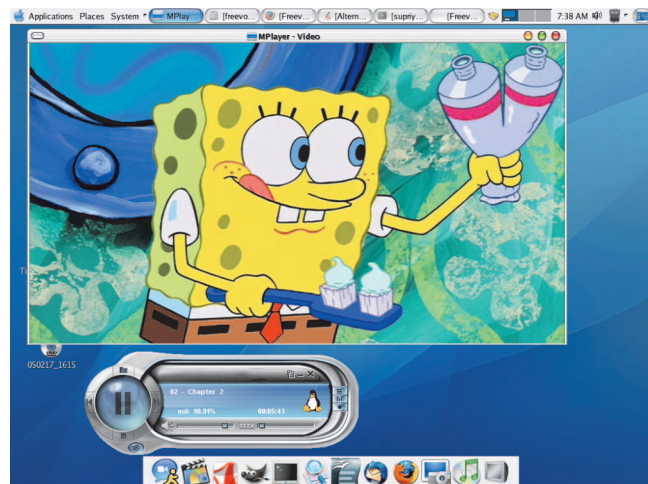 Applications Places System MPlay... [freevo... [Freev... [Altern... [supriy... [Freev... 7:38 AM
MPlayer - Video
050217_1615
02 - Chapter 2
vol: 90.91% 00:05:43
SEEK